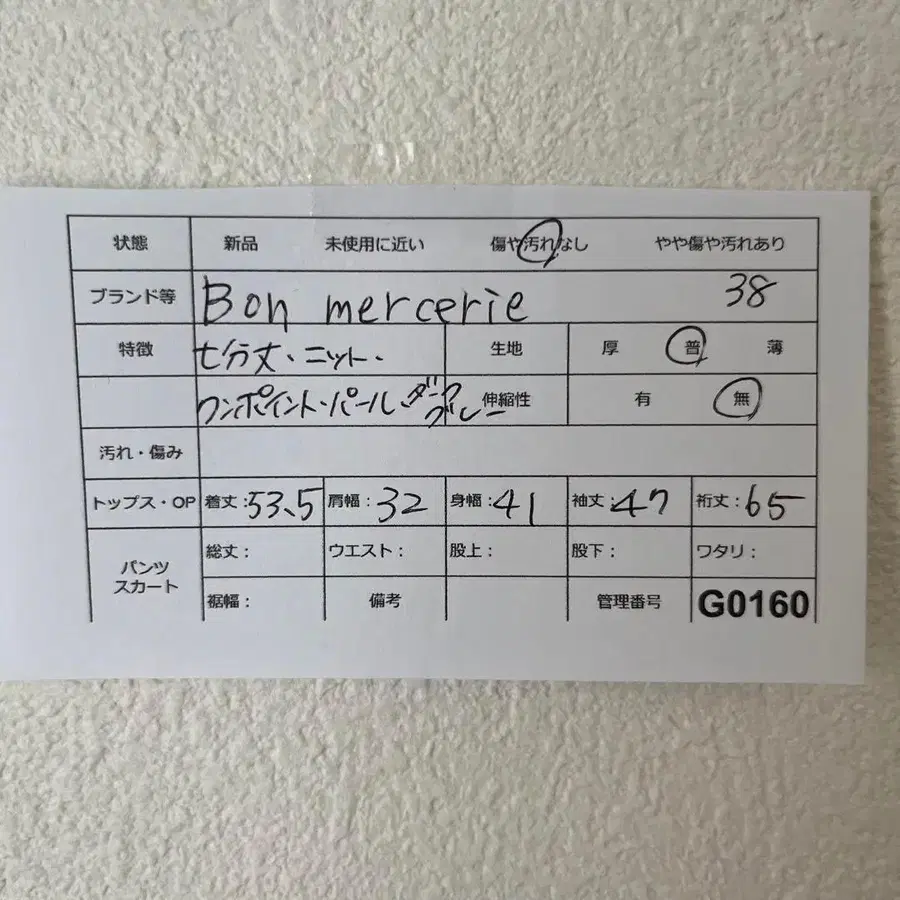 状態 新品 未使用に近い 傷や汚れなし やや傷や汚れあり
ブランド等 Bon mercerie 38
特徴 七分丈・ニット・ 生地 厚 普 薄
ワンポイント・パール・ダークブルー 伸縮性 有 無
汚れ・傷み
トップス・OP 着丈:53.5 肩幅:32 身幅:41 袖丈:47 裄丈:65
パンツ 総丈: ウエスト: 股上: 股下: ワタリ:
スカート 裾幅: 備考 管理番号 G0160